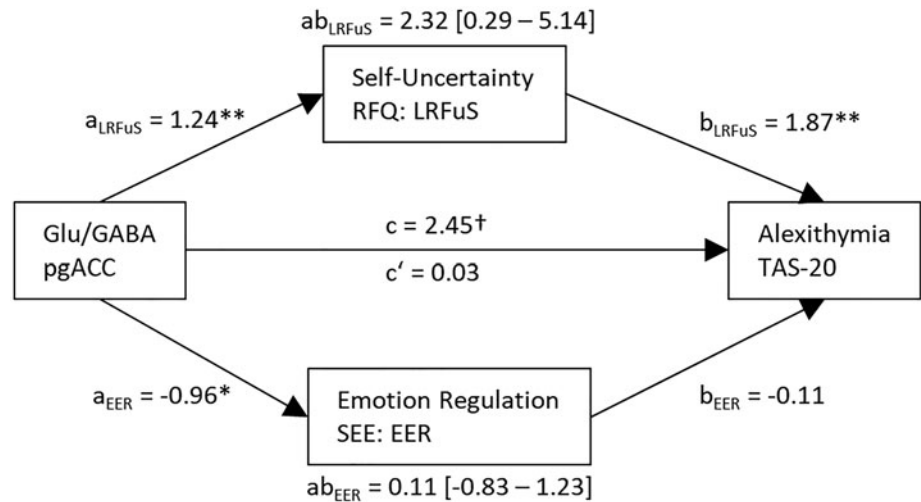 ab_LRFuS = 2.32 [0.29 – 5.14]
Self-Uncertainty
RFQ: LRFuS
a_LRFuS = 1.24**
b_LRFuS = 1.87**
Glu/GABA
pgACC
c = 2.45†
c‘ = 0.03
Alexithymia
TAS-20
a_EER = -0.96*
Emotion Regulation
SEE: EER
b_EER = -0.11
ab_EER = 0.11 [-0.83 – 1.23]